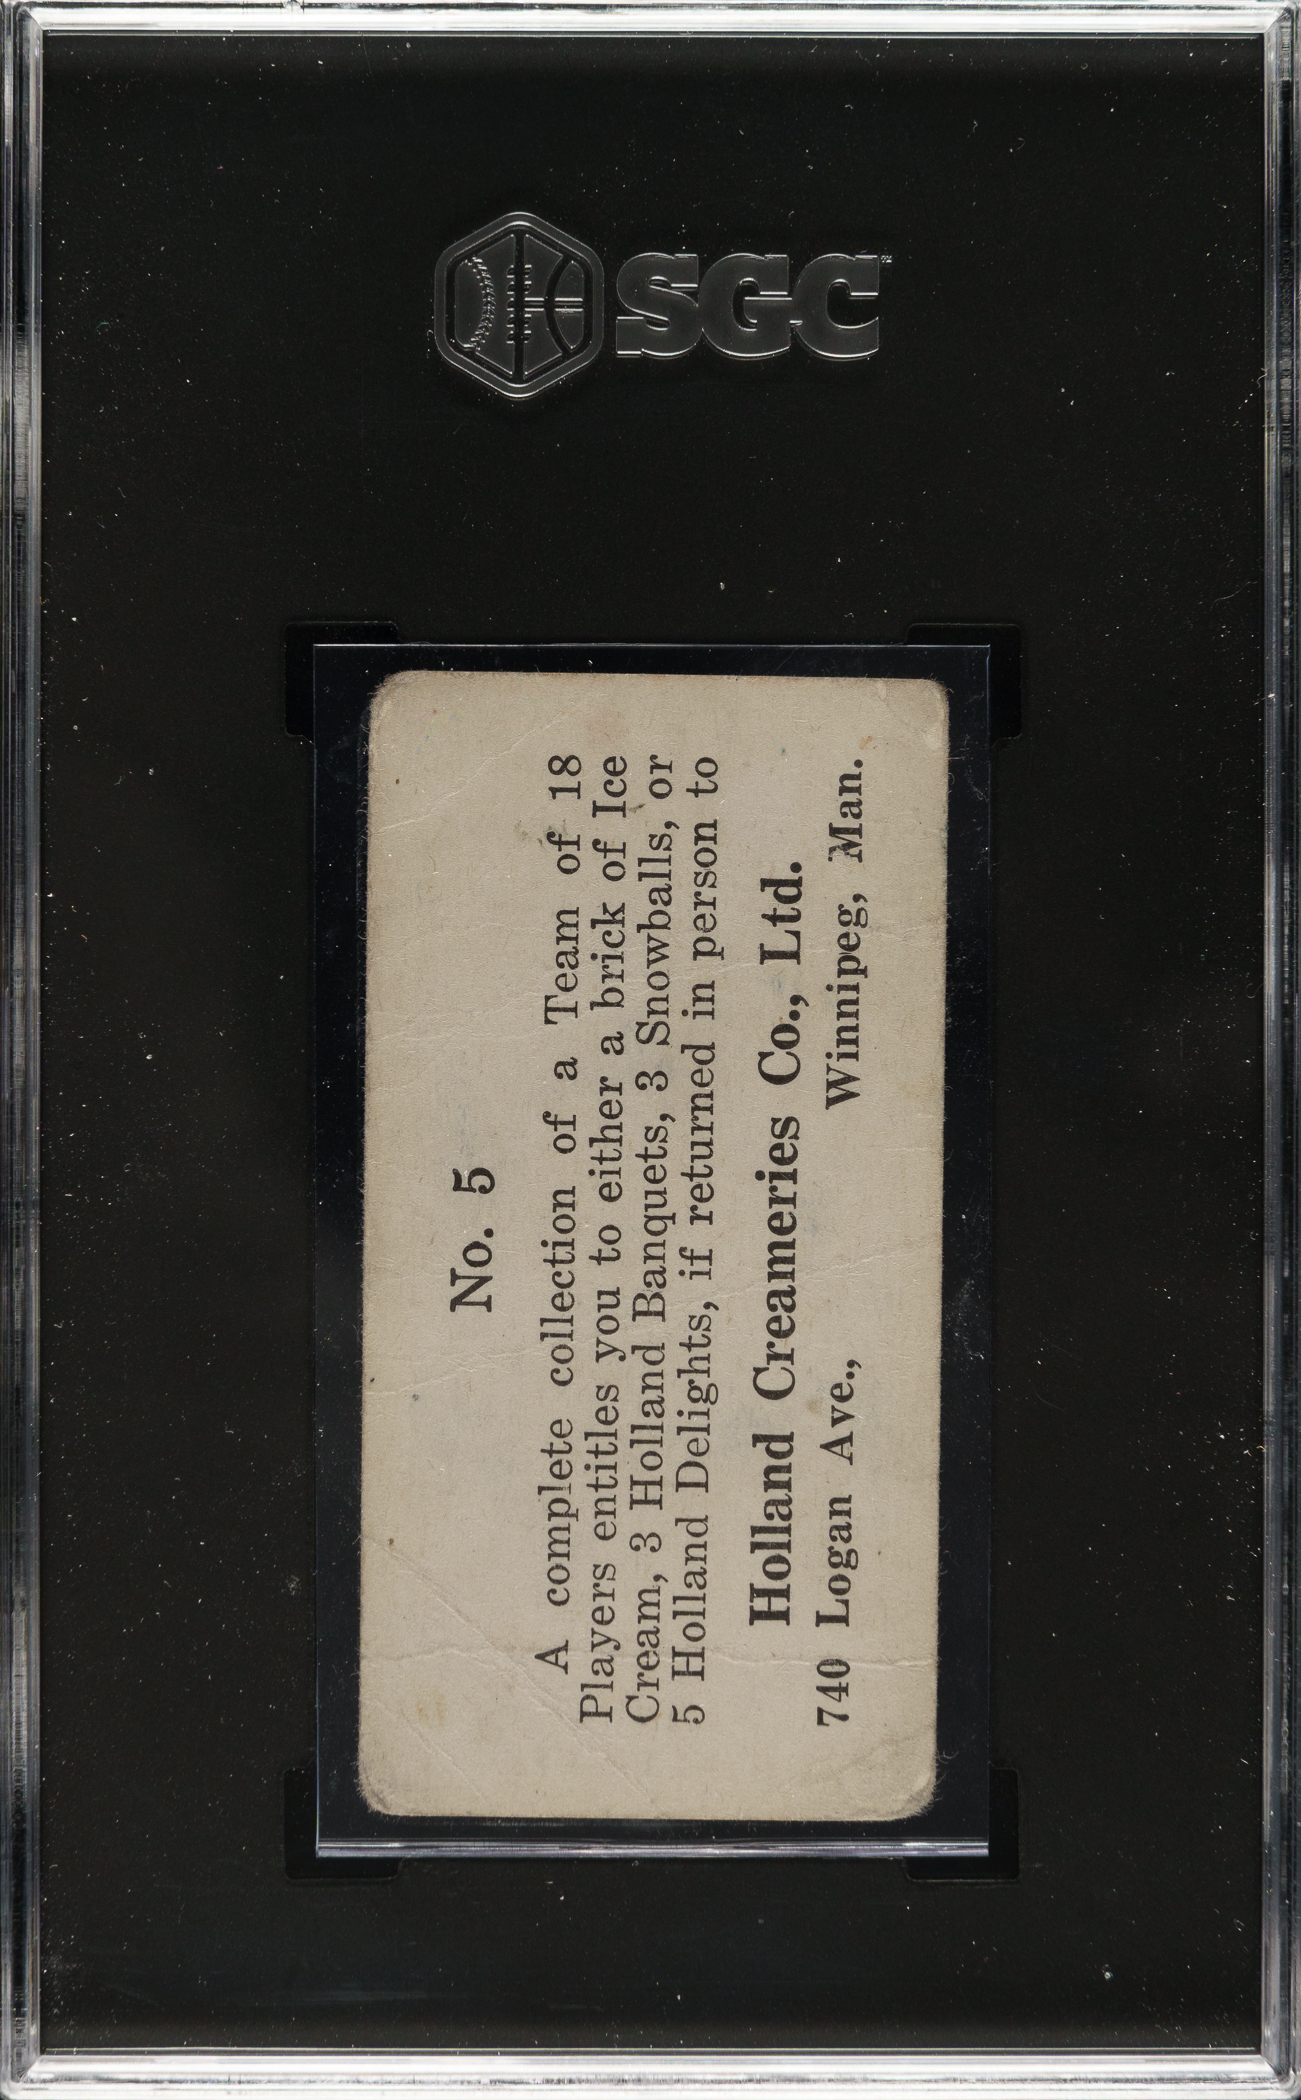 SGC
No. 5
A complete collection of a Team of 18
Players entitles you to either a brick of Ice
Cream, 3 Holland Banquets, 3 Snowballs, or
5 Holland Delights, if returned in person to
Holland Creameries Co., Ltd.
740 Logan Ave., Winnipeg, Man.